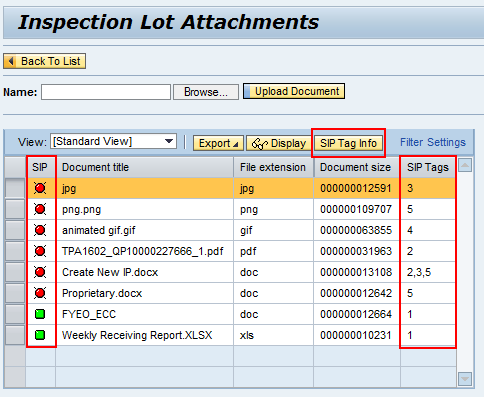 Inspection Lot Attachments
Back To List
Name: Browse... Upload Document
View: [Standard View] Export Display SIP Tag Info Filter Settings
SIP Document title File extension Document size SIP Tags
jpg jpg 000000012591 3
png.png png 000000109707 5
animated gif.gif gif 000000063855 4
TPA1602_QP10000227666_1.pdf pdf 000000031963 2
Create New IP.docx doc 000000013108 2,3,5
Proprietary.docx doc 000000012642 5
FYEO_ECC doc 000000012664 1
Weekly Receiving Report.XLSX xls 000000010231 1